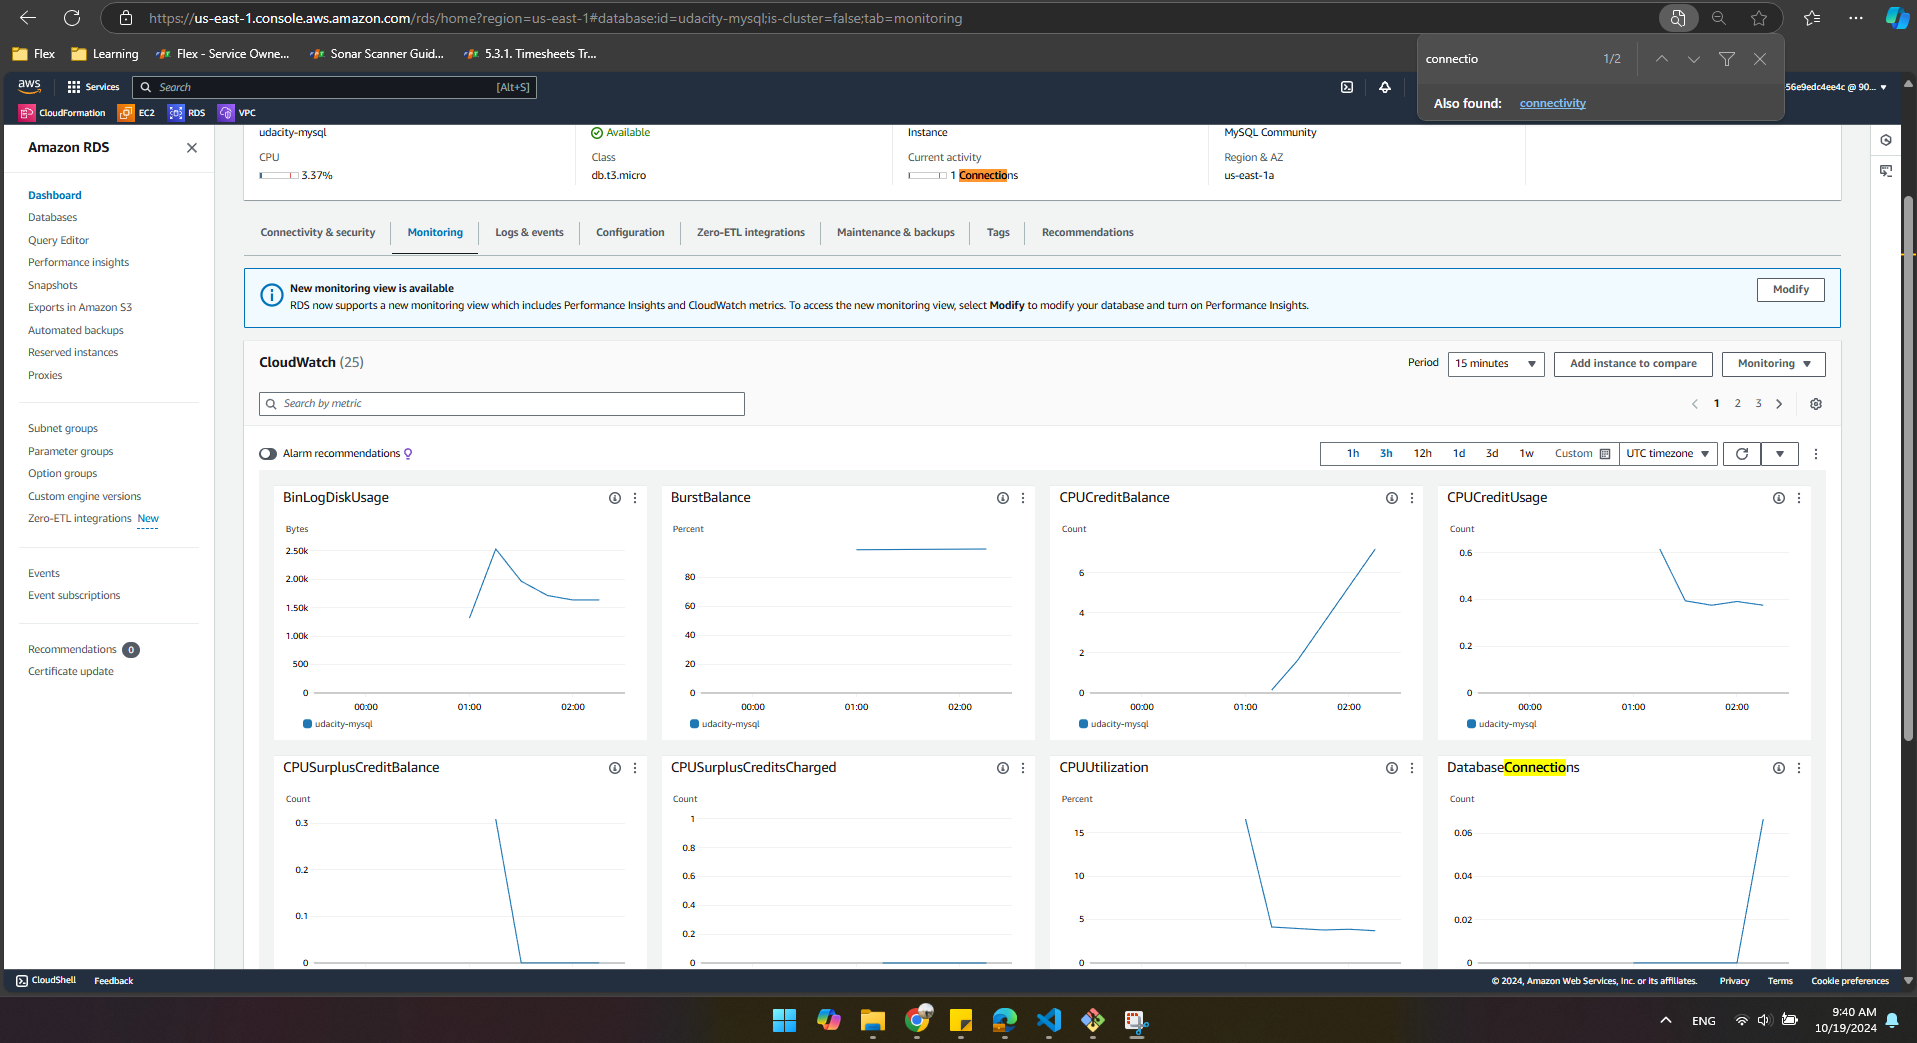 https://us-east-1.console.aws.amazon.com/rds/home?region=us-east-1#database:id=udacity-mysql;is-cluster=false;tab=monitoring
Flex
Learning
Flex - Service Owne...
Sonar Scanner Guid...
5.3.1. Timesheets Tr...
connectio
1/2
Also found: connectivity
aws
Services
Search
[Alt+S]
56e9edc4ee4c @ 90...
CloudFormation
EC2
RDS
VPC
Amazon RDS
Dashboard
Databases
Query Editor
Performance insights
Snapshots
Exports in Amazon S3
Automated backups
Reserved instances
Proxies
Subnet groups
Parameter groups
Option groups
Custom engine versions
Zero-ETL integrations New
Events
Event subscriptions
Recommendations 0
Certificate update
udacity-mysql
Available
Instance
MySQL Community
CPU
Class
Current activity
Region & AZ
3.37%
db.t3.micro
1 Connections
us-east-1a
Connectivity & security
Monitoring
Logs & events
Configuration
Zero-ETL integrations
Maintenance & backups
Tags
Recommendations
New monitoring view is available
RDS now supports a new monitoring view which includes Performance Insights and CloudWatch metrics. To access the new monitoring view, select Modify to modify your database and turn on Performance Insights.
Modify
CloudWatch (25)
Period
15 minutes
Add instance to compare
Monitoring
Search by metric
1 2 3
Alarm recommendations
1h 3h 12h 1d 3d 1w Custom
UTC timezone
BinLogDiskUsage
Bytes
2.50k
2.00k
1.50k
1.00k
500
0
00:00 01:00 02:00
udacity-mysql
BurstBalance
Percent
80
60
40
20
0
00:00 01:00 02:00
udacity-mysql
CPUCreditBalance
Count
6
4
2
0
00:00 01:00 02:00
udacity-mysql
CPUCreditUsage
Count
0.6
0.4
0.2
0
00:00 01:00 02:00
udacity-mysql
CPUSurplusCreditBalance
Count
0.3
0.2
0.1
0
CPUSurplusCreditsCharged
Count
1
0.8
0.6
0.4
0.2
0
CPUUtilization
Percent
15
10
5
0
DatabaseConnections
Count
0.06
0.04
0.02
0
CloudShell
Feedback
© 2024, Amazon Web Services, Inc. or its affiliates.
Privacy
Terms
Cookie preferences
ENG
9:40 AM
10/19/2024